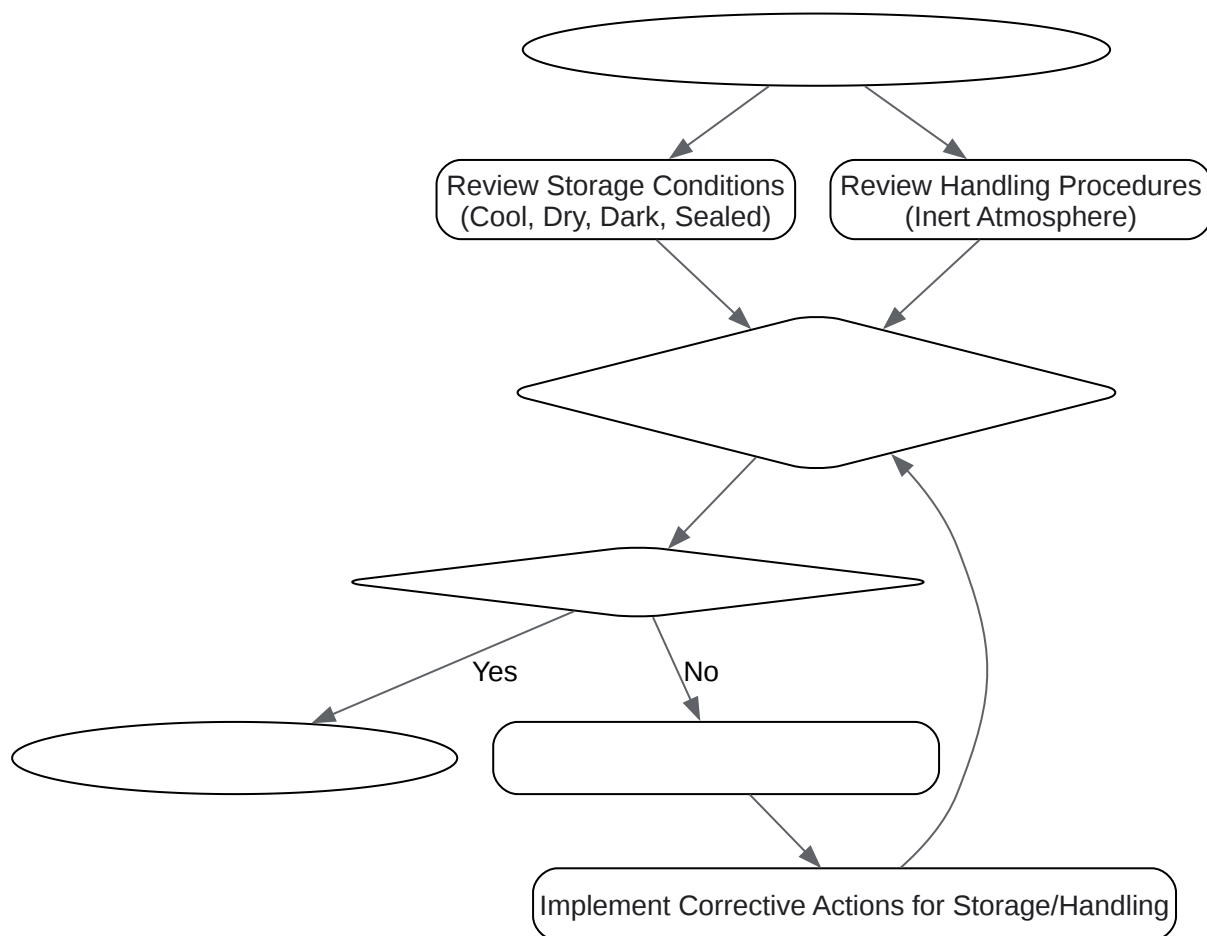 Review Storage Conditions
(Cool, Dry, Dark, Sealed)
Review Handling Procedures
(Inert Atmosphere)
Yes
No
Implement Corrective Actions for Storage/Handling